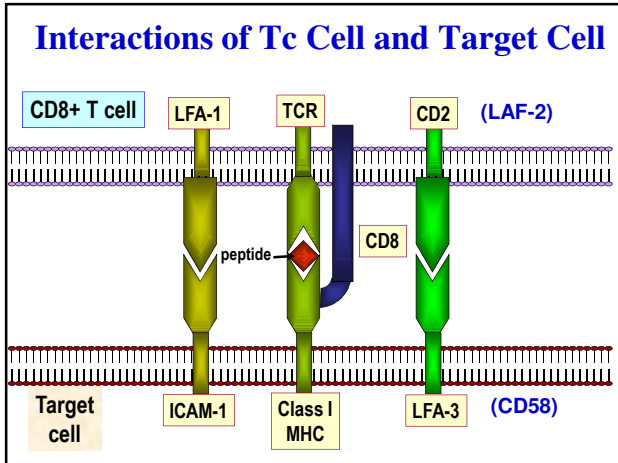 Interactions of Tc Cell and Target Cell
CD8+ T cell
LFA-1
TCR
CD2
(LAF-2)
peptide
CD8
Target
cell
ICAM-1
Class I
MHC
LFA-3
(CD58)